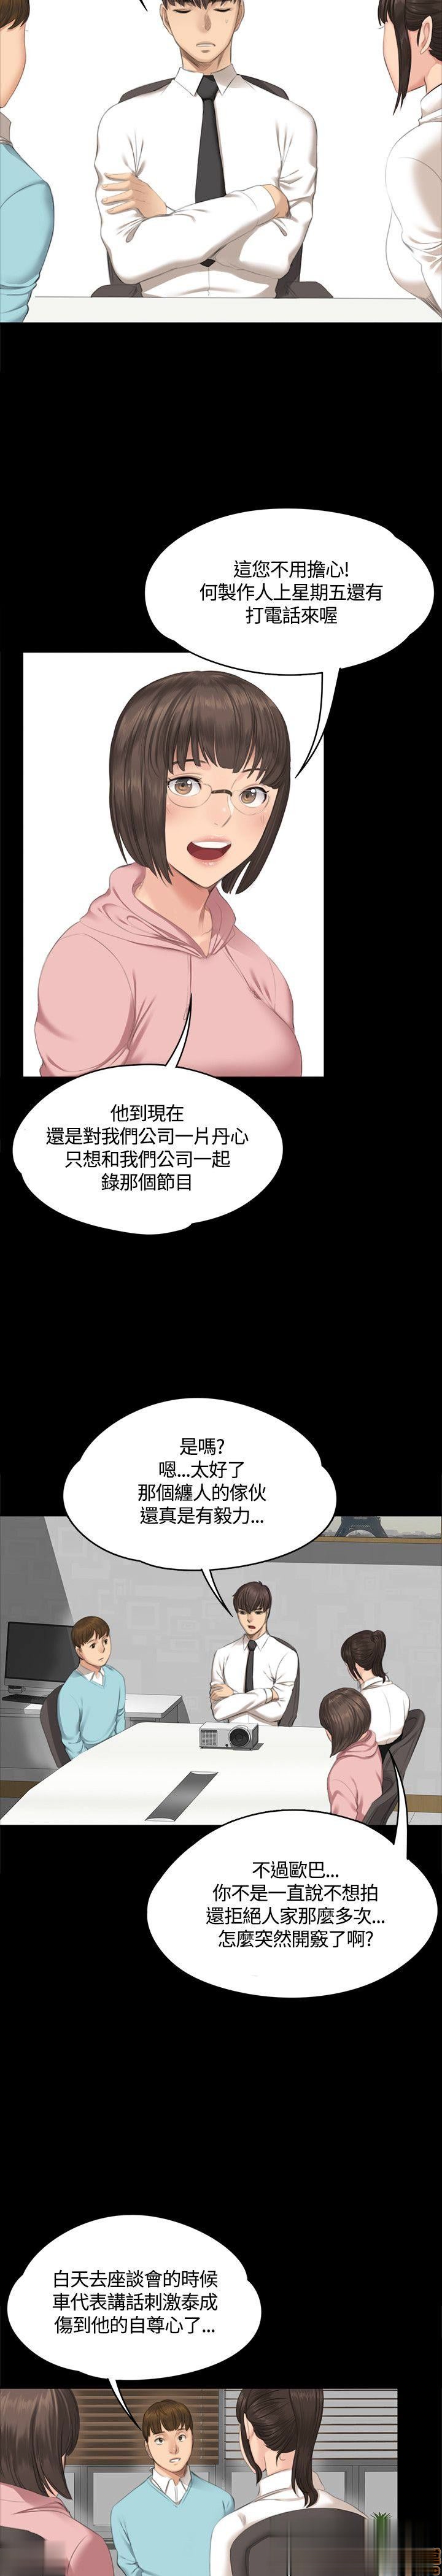 這您不用擔心!
何製作人上星期五還有
打電話來喔
他到現在
還是對我們公司一片丹心
只想和我們公司一起
錄那個節目
是嗎?
嗯...太好了
那個纏人的傢伙
還真是有毅力...
不過歐巴...
你不是一直說不想拍
還拒絕人家那麼多次...
怎麼突然開竅了啊?
白天去座談會的時候
車代表講話刺激泰成
傷到他的自尊心了...